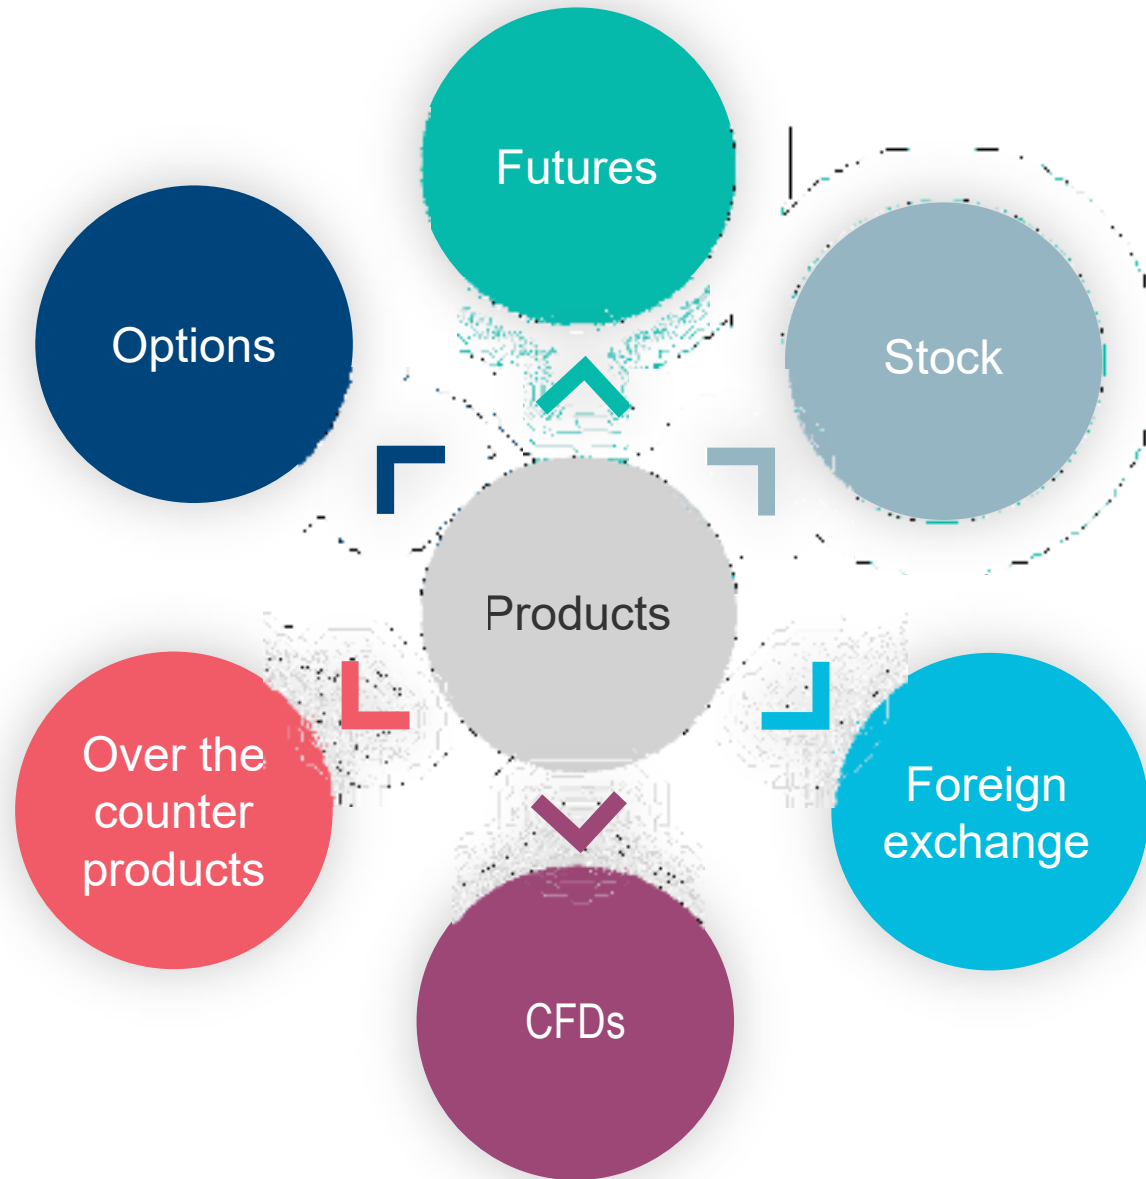 Futures
Options
Stock
Products
Over the
counter
products
Foreign
exchange
CFDs